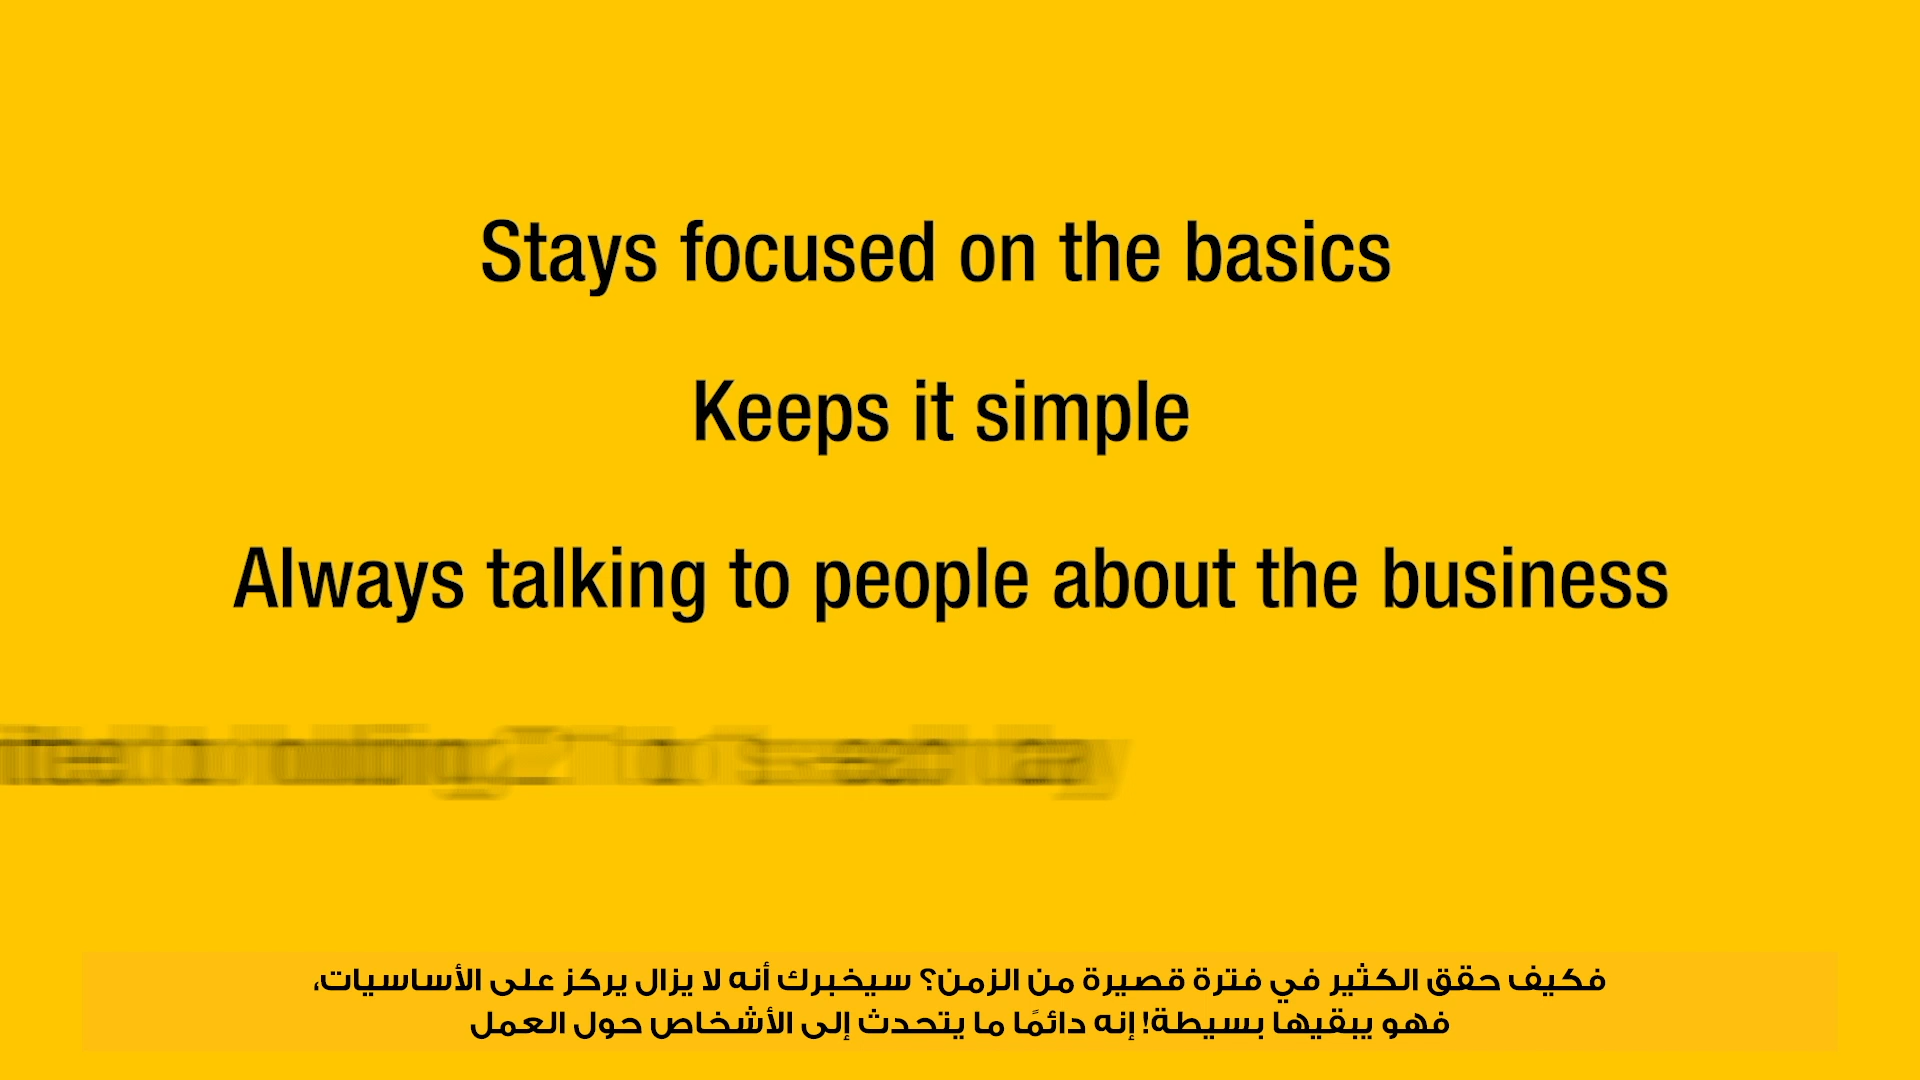 Stays focused on the basics
Keeps it simple
Always talking to people about the business
فكيف حقق الكثير في فترة قصيرة من الزمن؟ سيخبرك أنه لا يزال يركز على الأساسيات،
فهو يبقيها بسيطة! إنه دائمًا ما يتحدث إلى الأشخاص حول العمل